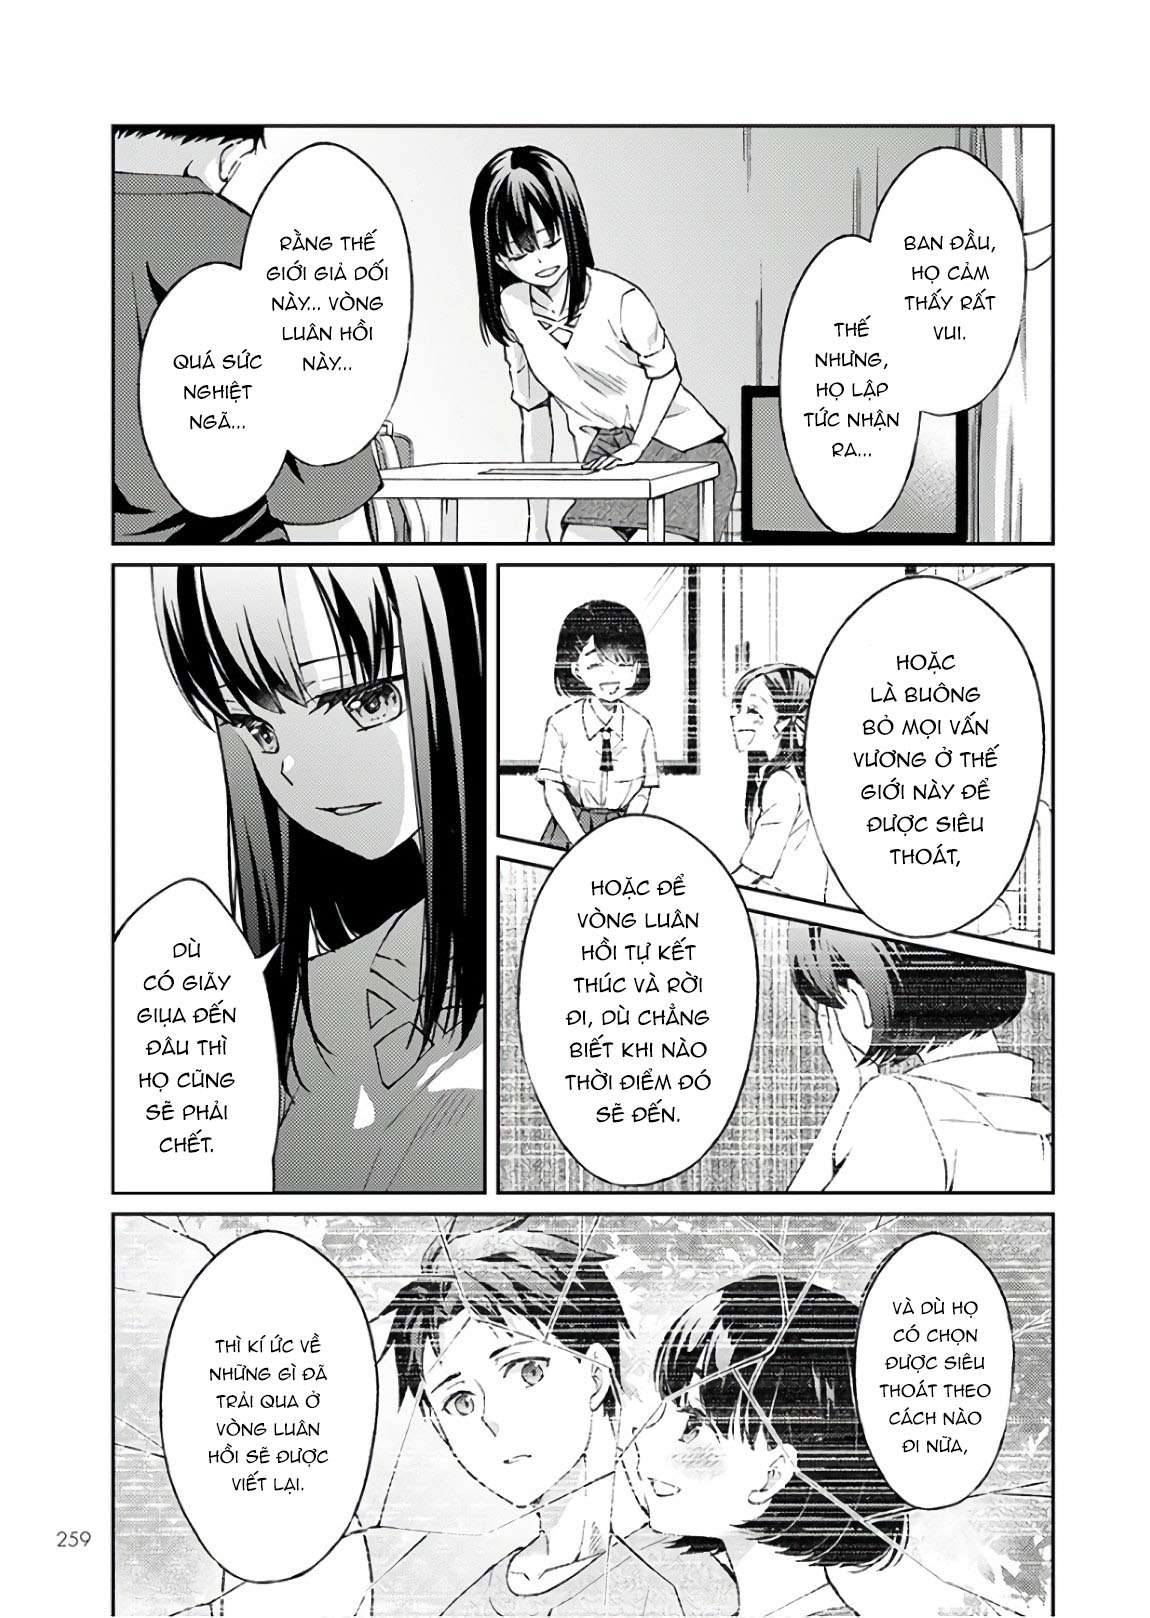 BAN ĐẦU,
HỌ CẢM
THẤY RẤT
VUI.
THẾ
NHƯNG,
HỌ LẬP
TỨC NHẬN
RA...
RẰNG THẾ
GIỚI GIẢ DỐI
NÀY... VÒNG
LUÂN HỒI
NÀY...
QUÁ SỨC
NGHIỆT
NGÃ...
HOẶC
LÀ BUÔNG
BỎ MỌI VẤN
VƯƠNG Ở THẾ
GIỚI NÀY ĐỂ
ĐƯỢC SIÊU
THOÁT,
HOẶC ĐỂ
VÒNG LUÂN
HỒI TỰ KẾT
THÚC VÀ RỜI
ĐI, DÙ CHẲNG
BIẾT KHI NÀO
THỜI ĐIỂM ĐÓ
SẼ ĐẾN.
DÙ
CÓ GIÃY
GIỤA ĐẾN
ĐÂU THÌ
HỌ CŨNG
SẼ PHẢI
CHẾT.
VÀ DÙ HỌ
CÓ CHỌN
ĐƯỢC SIÊU
THOÁT THEO
CÁCH NÀO
ĐI NỮA,
THÌ KÍ ỨC VỀ
NHỮNG GÌ ĐÃ
TRẢI QUA Ở
VÒNG LUÂN
HỒI SẼ ĐƯỢC
VIẾT LẠI.
259